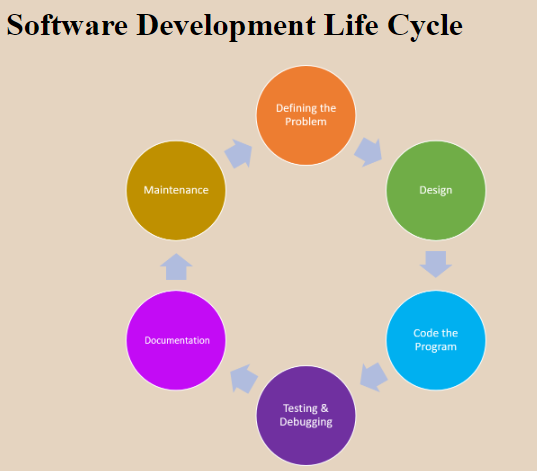 Software Development Life Cycle
Defining the
Problem
Design
Code the
Program
Testing &
Debugging
Documentation
Maintenance